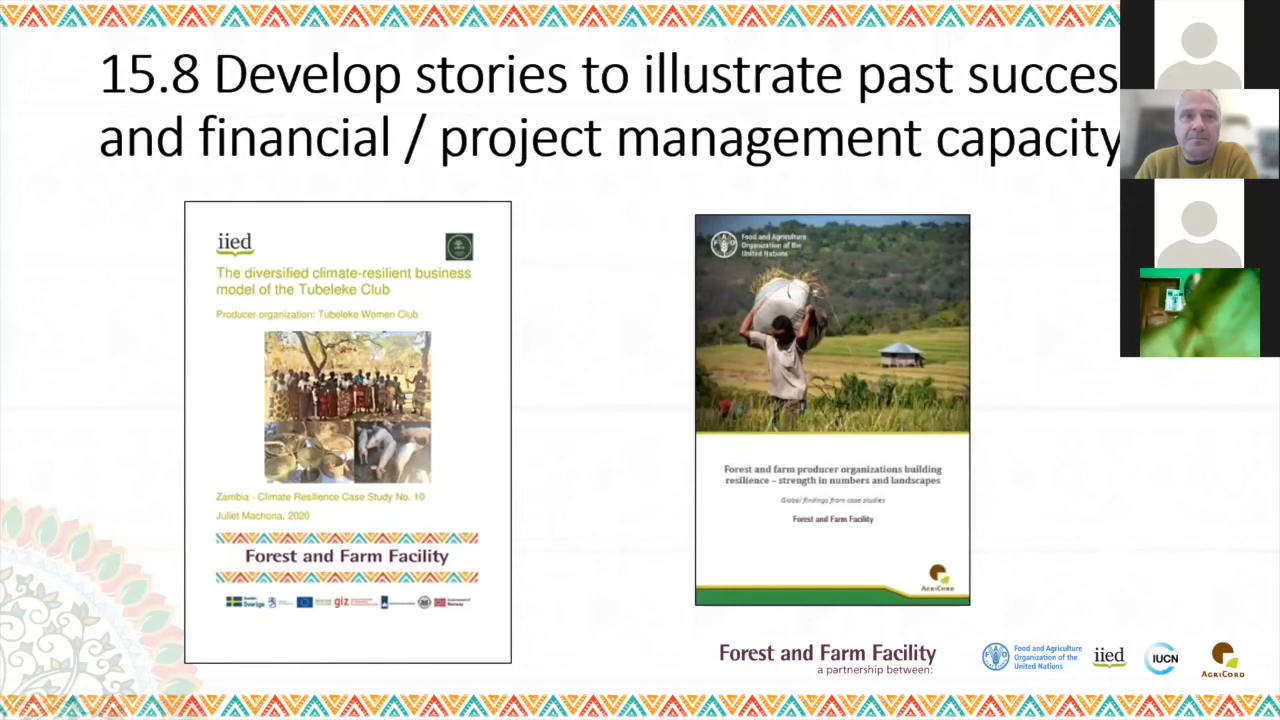 15.8 Develop stories to illustrate past succes
and financial / project management capacity
iied
The diversified climate-resilient business
model of the Tubeleke Club
Producer organization: Tubeleke Women Club
Zambia - Climate Resilience Case Study No. 10
Juliet Machona, 2020
Forest and Farm Facility
Sverige
giz
Food and Agriculture
Organization of the
United Nations
Forest and farm producer organizations building
resilience – strength in numbers and landscapes
Global findings from case studies
Forest and Farm Facility
AGRICORD
Forest and Farm Facility
a partnership between:
Food and Agriculture
Organization of the
United Nations
iied
IUCN
AGRICORD